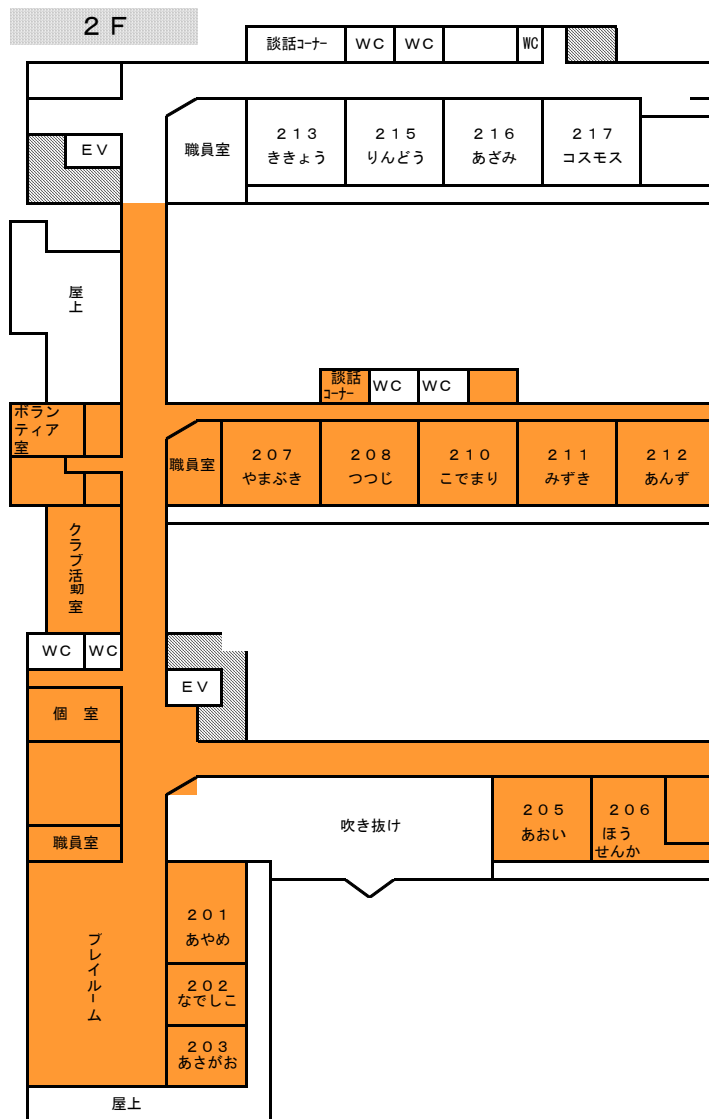 ２Ｆ
談話ｺｰﾅｰ
ＷＣ
ＷＣ
WC
ＥＶ
職員室
２１３
ききょう
２１５
りんどう
２１６
あざみ
２１７
コスモス
屋上
談話
ｺｰﾅｰ
ＷＣ
ＷＣ
ボラン
ティア
室
職員室
２０７
やまぶき
２０８
つつじ
２１０
こでまり
２１１
みずき
２１２
あんず
クラブ活動室
ＷＣ
ＷＣ
ＥＶ
個　室
職員室
吹き抜け
２０５
あおい
２０６
ほう
せんか
プレイルーム
２０１
あやめ
２０２
なでしこ
２０３
あさがお
屋上